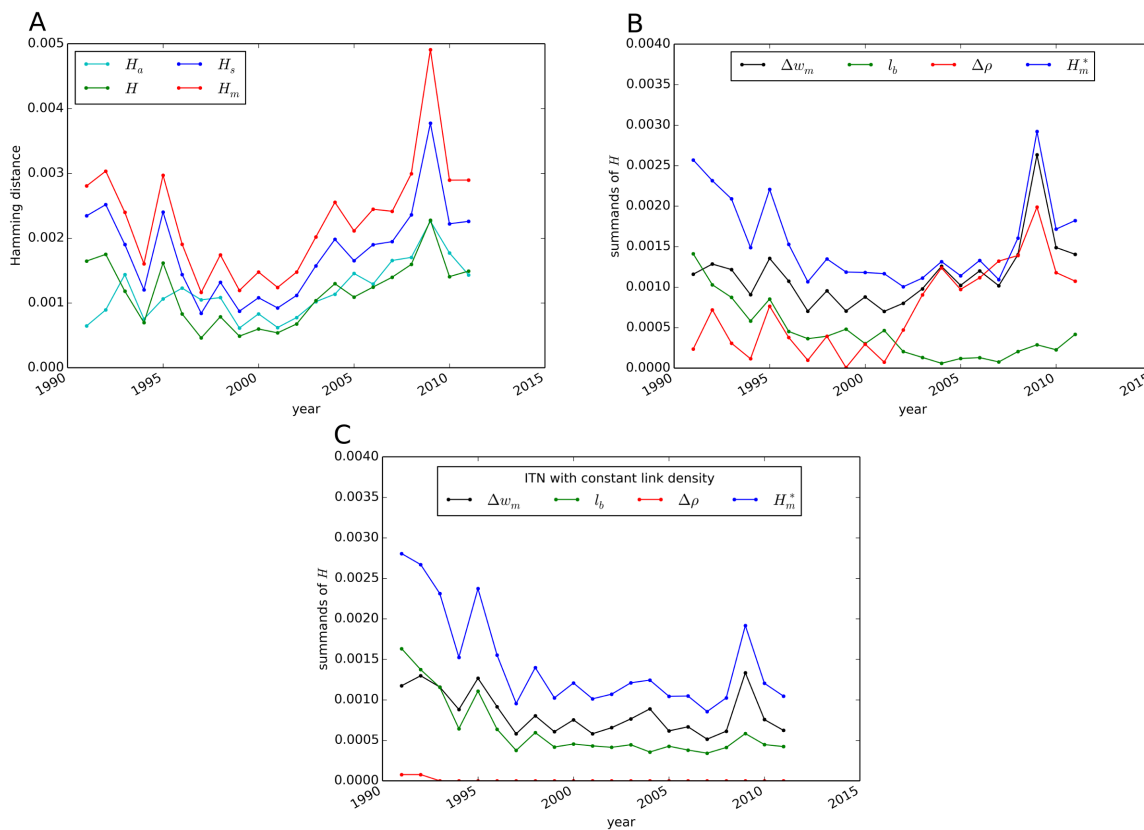 A
Hamming distance
0.005
0.004
0.003
0.002
0.001
0.000
H_a H_s
H H_m
1990 1995 2000 2005 2010 2015
year
B
summands of H
0.0040
0.0035
0.0030
0.0025
0.0020
0.0015
0.0010
0.0005
0.0000
Δw_m l_b Δρ H_m^*
1990 1995 2000 2005 2010 2015
year
C
summands of H
0.0040
0.0035
0.0030
0.0025
0.0020
0.0015
0.0010
0.0005
0.0000
ITN with constant link density
Δw_m l_b Δρ H_m^*
1990 1995 2000 2005 2010 2015
year